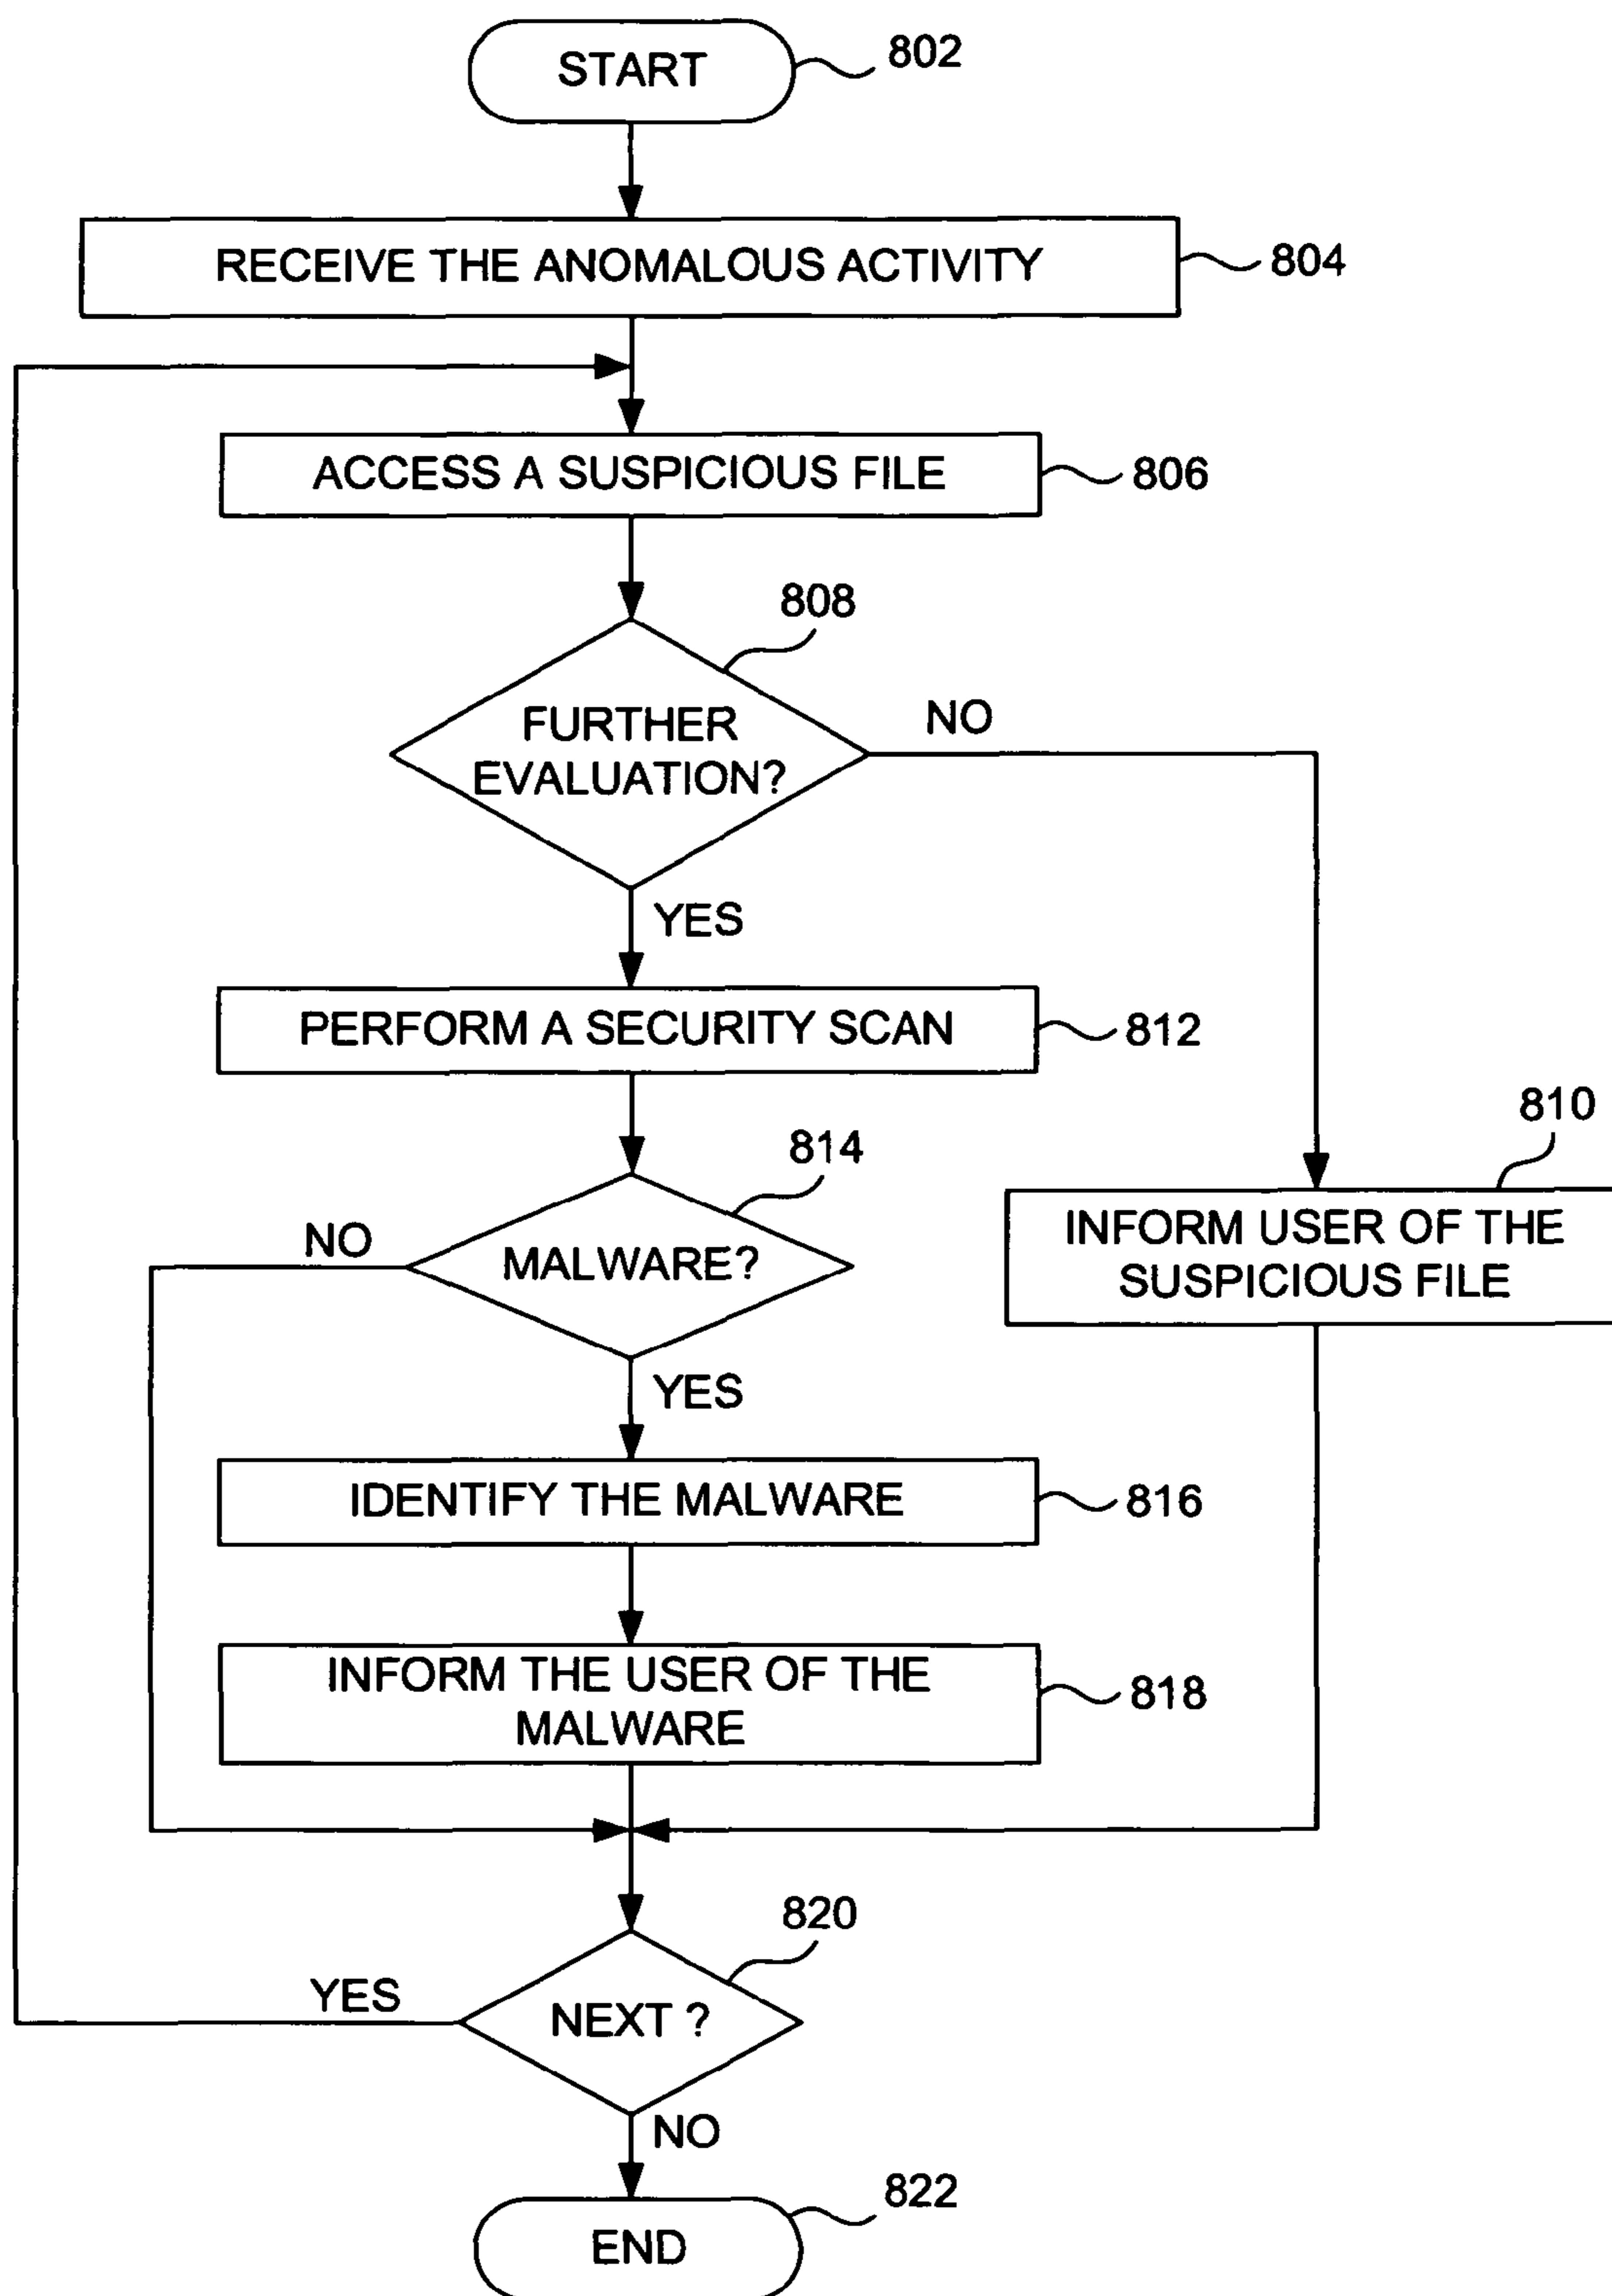 START
802
RECEIVE THE ANOMALOUS ACTIVITY
804
ACCESS A SUSPICIOUS FILE
806
808
FURTHER
EVALUATION?
NO
YES
PERFORM A SECURITY SCAN
812
810
INFORM USER OF THE
SUSPICIOUS FILE
814
NO
MALWARE?
YES
IDENTIFY THE MALWARE
816
INFORM THE USER OF THE
MALWARE
818
820
YES
NEXT ?
NO
822
END